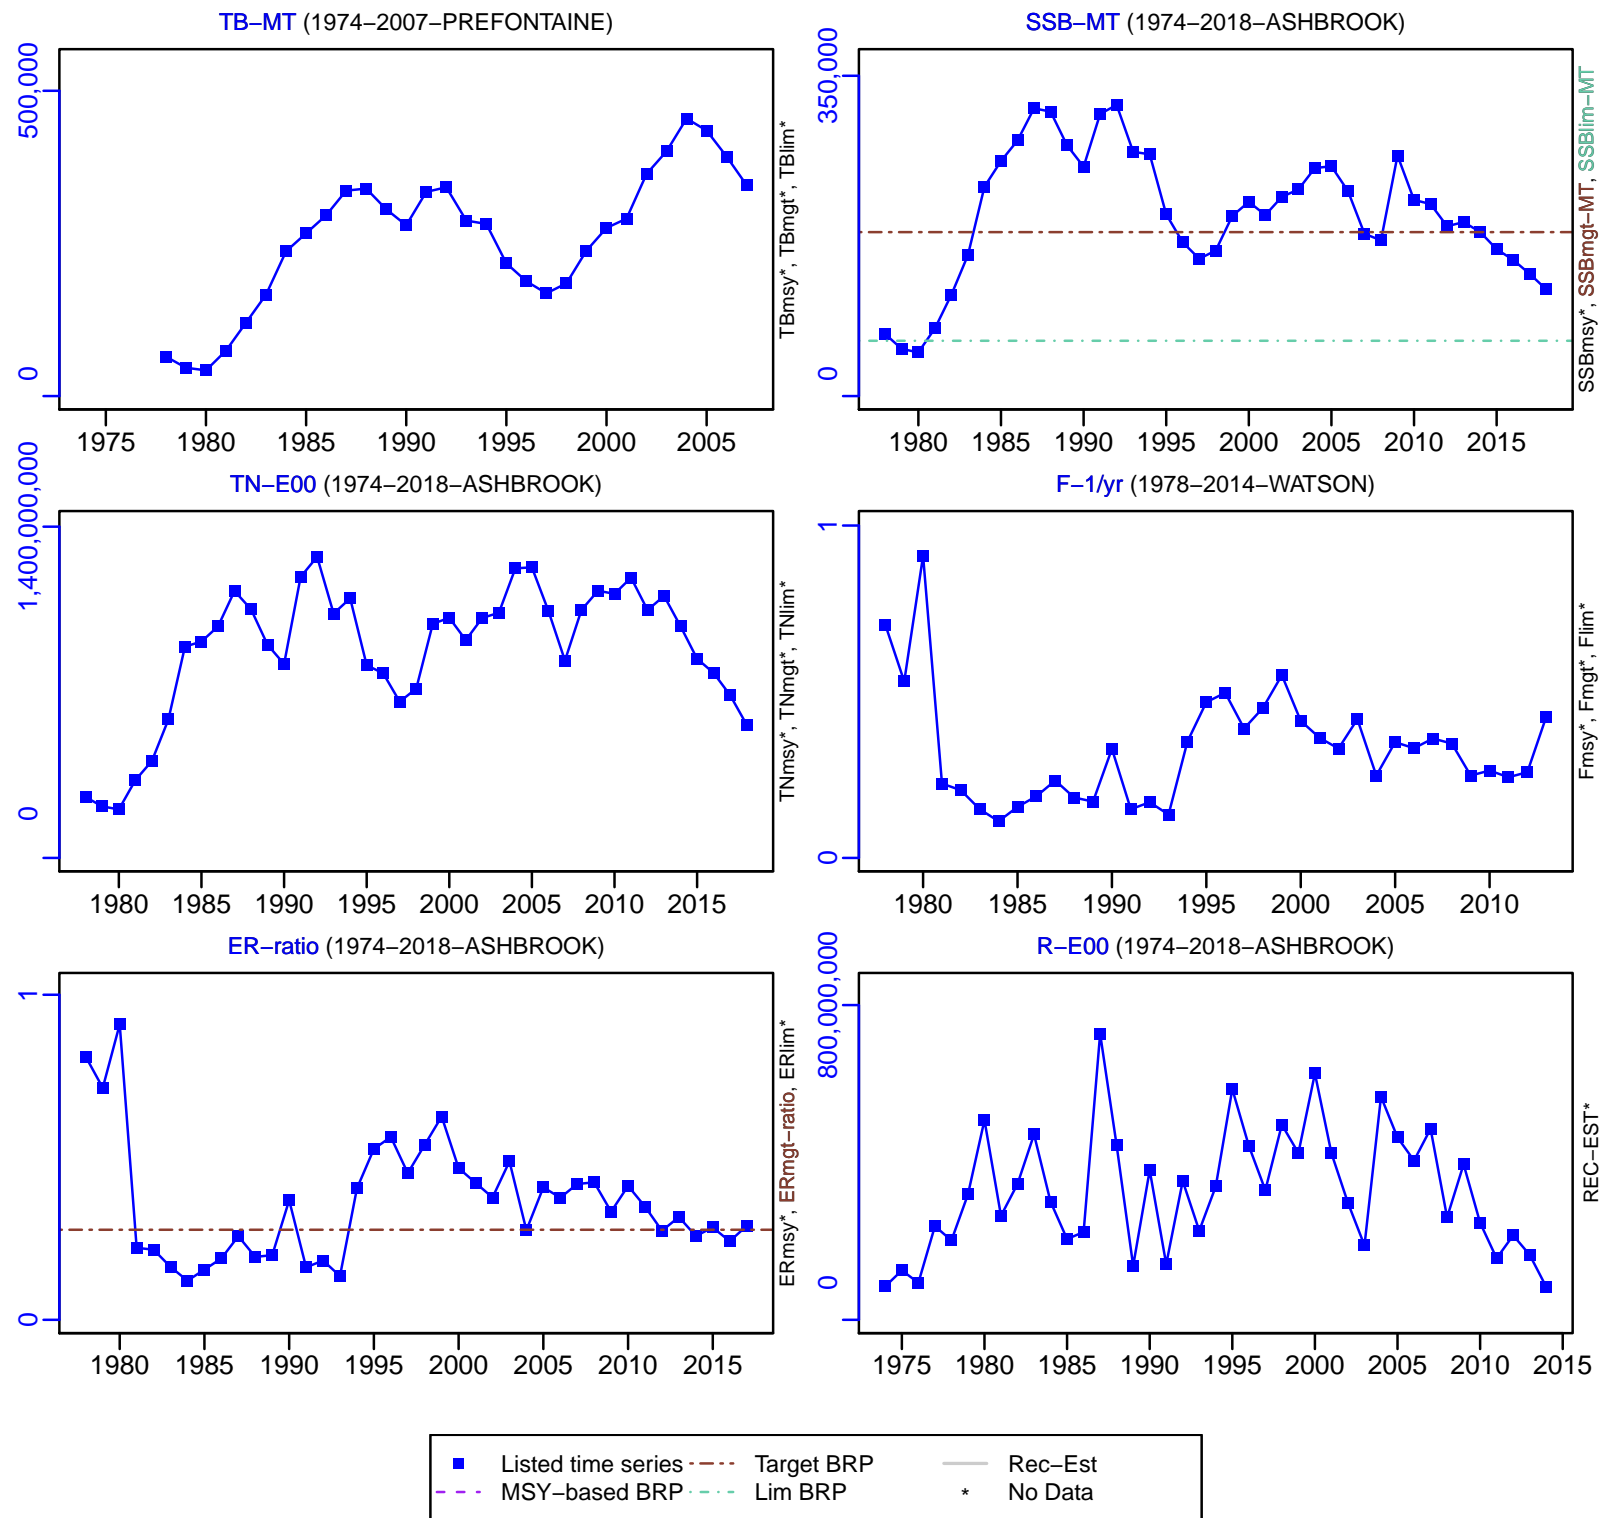 TB−MT (1974−2007−PREFONTAINE)
500,000
0
1975 1980 1985 1990 1995 2000 2005
TBmsy*, TBmgt*, TBlim*
SSB−MT (1974−2018−ASHBROOK)
350,000
0
1980 1985 1990 1995 2000 2005 2010 2015
SSBmsy*, SSBmgt−MT, SSBlim−MT
TN−E00 (1974−2018−ASHBROOK)
1,400,000,000
0
1980 1985 1990 1995 2000 2005 2010 2015
TNmsy*, TNmgt*, TNlim*
F−1/yr (1978−2014−WATSON)
1
0
1980 1985 1990 1995 2000 2005 2010
Fmsy*, Fmgt*, Flim*
ER−ratio (1974−2018−ASHBROOK)
1
0
1980 1985 1990 1995 2000 2005 2010 2015
ERmsy*, ERmgt−ratio, ERlim*
R−E00 (1974−2018−ASHBROOK)
800,000,000
0
1975 1980 1985 1990 1995 2000 2005 2010 2015
REC−EST*
Listed time series Target BRP Rec−Est
MSY−based BRP Lim BRP * No Data